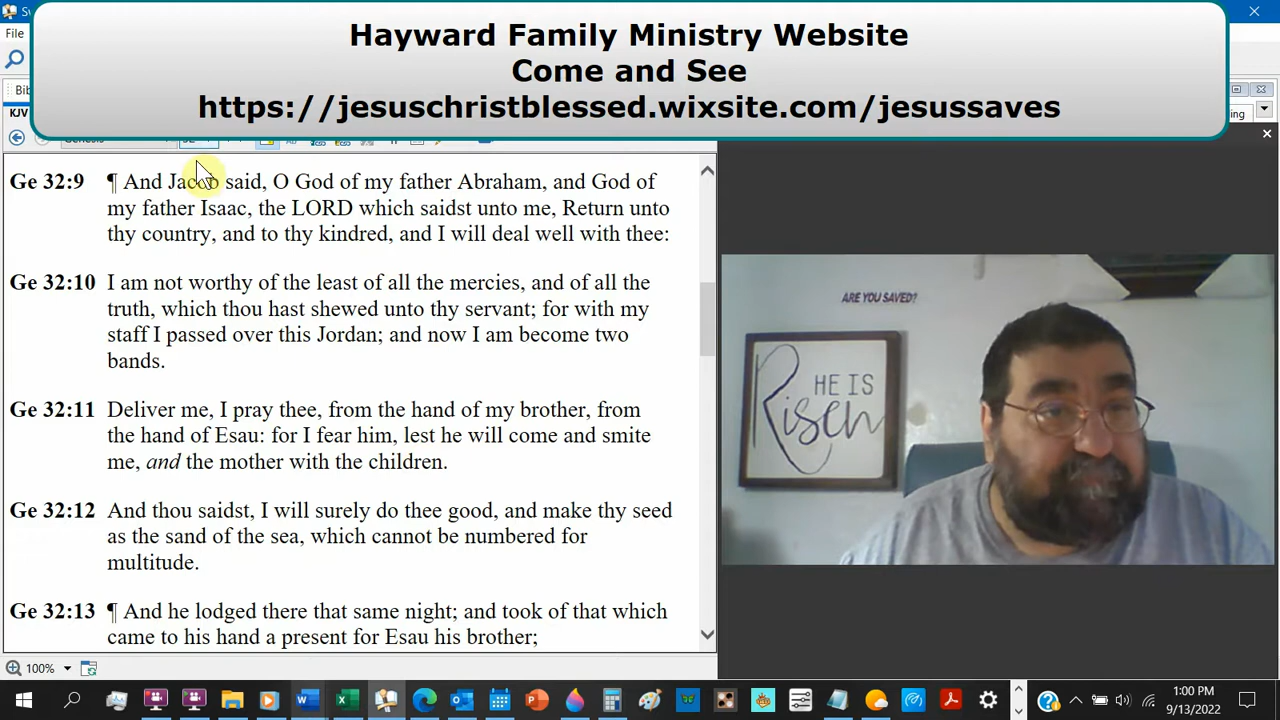 Hayward Family Ministry Website
Come and See
https://jesuschristblessed.wixsite.com/jesussaves
File
KJV
Ge 32:9 ¶ And Jacob said, O God of my father Abraham, and God of
my father Isaac, the LORD which saidst unto me, Return unto
thy country, and to thy kindred, and I will deal well with thee:
Ge 32:10 I am not worthy of the least of all the mercies, and of all the
truth, which thou hast shewed unto thy servant; for with my
staff I passed over this Jordan; and now I am become two
bands.
Ge 32:11 Deliver me, I pray thee, from the hand of my brother, from
the hand of Esau: for I fear him, lest he will come and smite
me, and the mother with the children.
Ge 32:12 And thou saidst, I will surely do thee good, and make thy seed
as the sand of the sea, which cannot be numbered for
multitude.
Ge 32:13 ¶ And he lodged there that same night; and took of that which
came to his hand a present for Esau his brother;
ARE YOU SAVED?
HE IS
Risen
100%
1:00 PM
9/13/2022